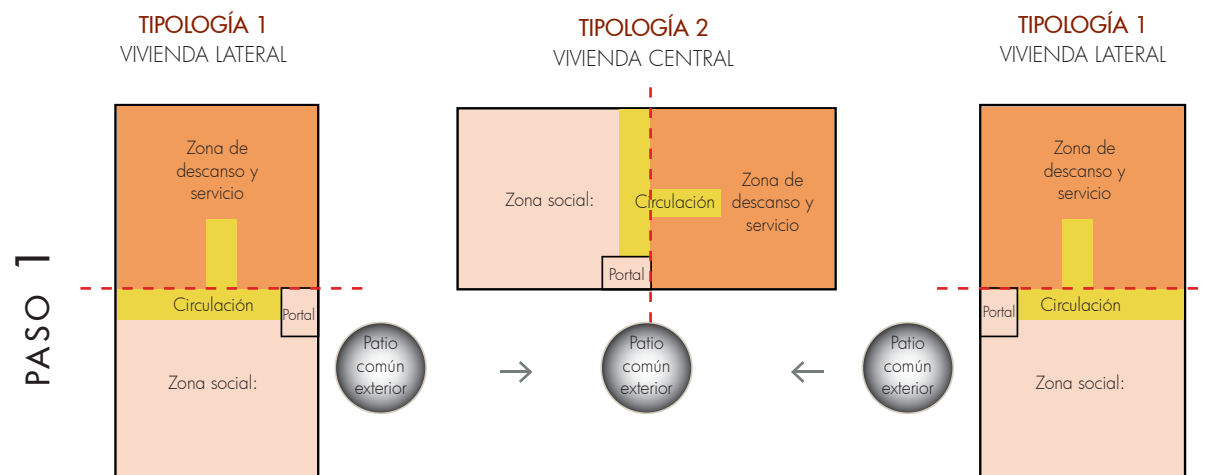 TIPOLOGÍA 1
VIVIENDA LATERAL
TIPOLOGÍA 2
VIVIENDA CENTRAL
TIPOLOGÍA 1
VIVIENDA LATERAL
PASO 1
Zona de
descanso y
servicio
Circulación
Portal
Zona social:
Patio
común
exterior
Zona social:
Circulación
Zona de
descanso y
servicio
Portal
Patio
común
exterior
Zona de
descanso y
servicio
Portal
Circulación
Zona social:
Patio
común
exterior